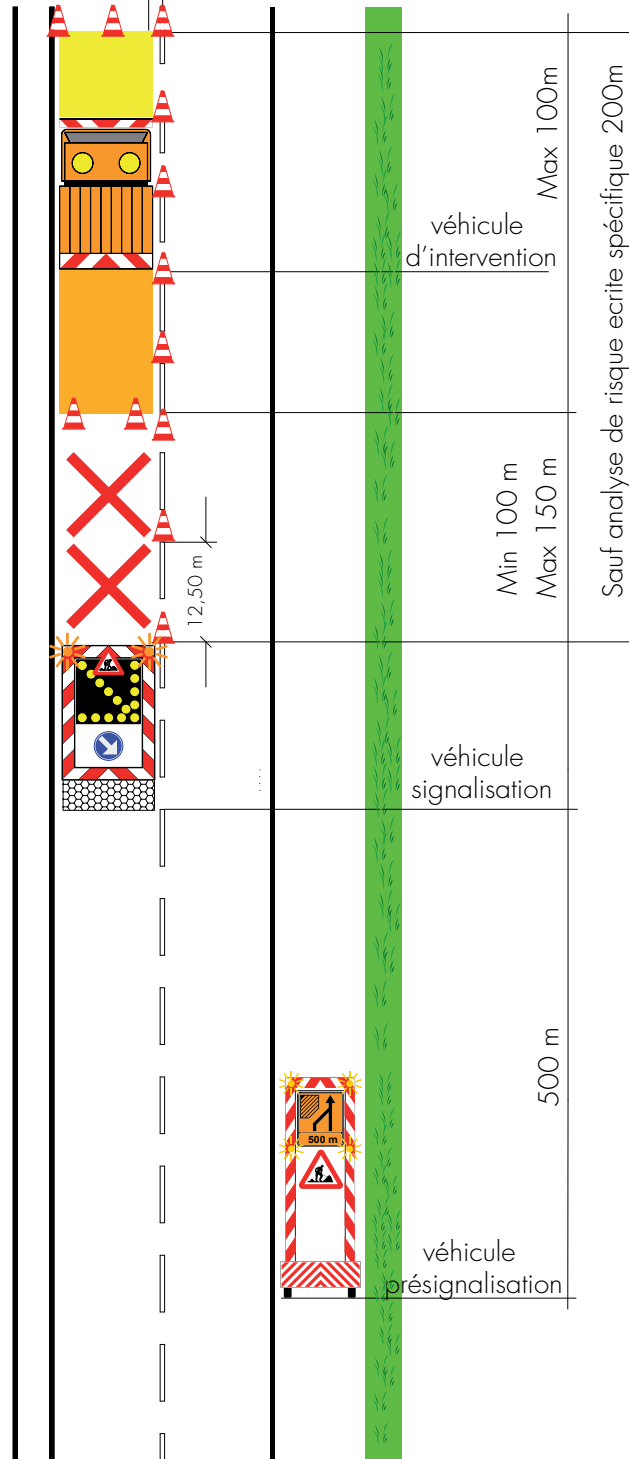 Max 100m
Sauf analyse de risque ecrite spécifique 200m
véhicule
d’intervention
Min 100 m
Max 150 m
12,50 m
véhicule
signalisation
500 m
500 m
véhicule
présignalisation